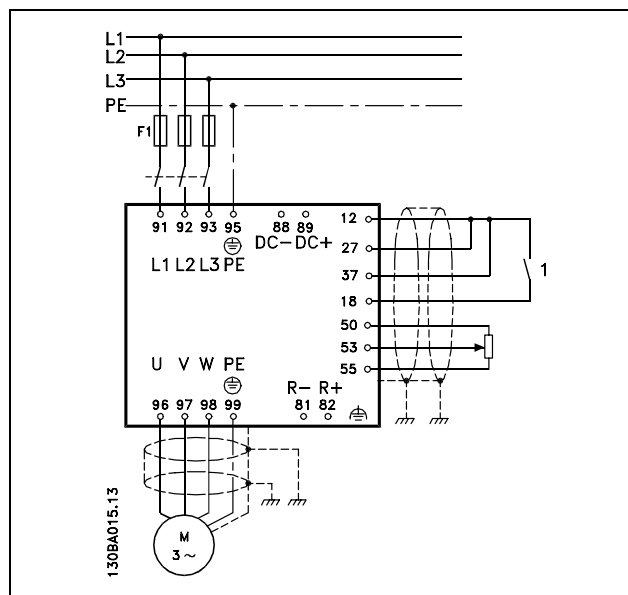 L1
L2
L3
PE
F1
91 92 93 95 88 89
DC- DC+
L1 L2 L3 PE
12
27
37
18
1
50
53
55
U V W PE
R- R+
96 97 98 99 81 82
M
3~
130BA015.13